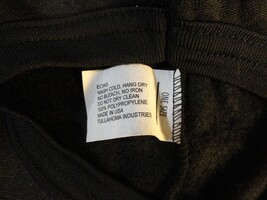 ECW9
WASH COLD, HANG DRY
NO BLEACH, NO IRON
DO NOT DRY CLEAN
100% POLYPROPYLENE
MADE IN USA
TULLAHOMA INDUSTRIES
ONE SIZE